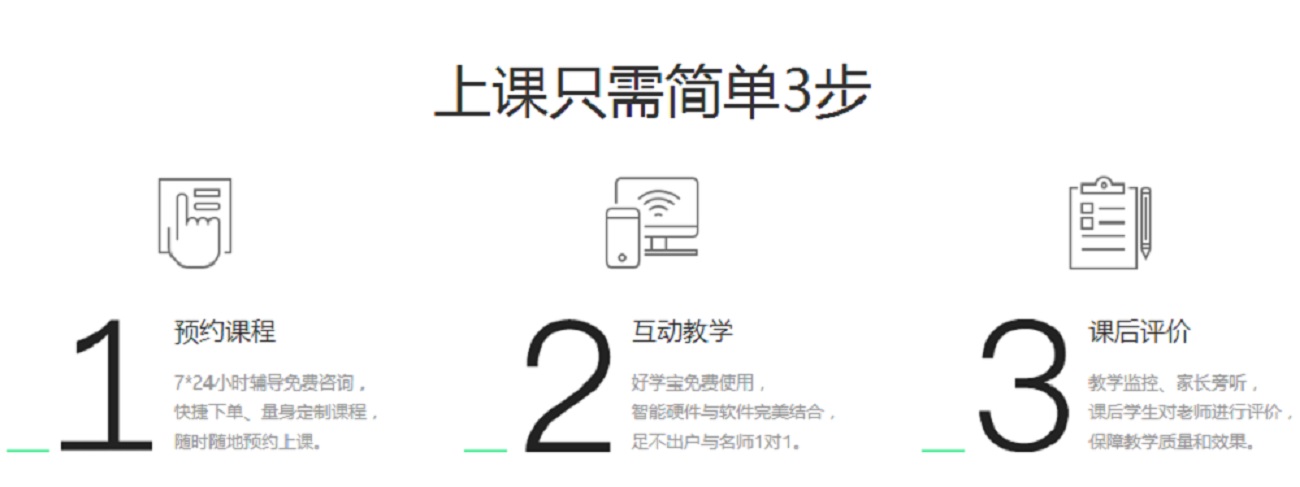 上课只需简单3步
1
预约课程
7*24小时辅导免费咨询，
快捷下单、量身定制课程，
随时随地预约上课。
2
互动教学
好学宝免费使用，
智能硬件与软件完美结合，
足不出户与名师1对1。
3
课后评价
教学监控、家长旁听，
课后学生对老师进行评价，
保障教学质量和效果。